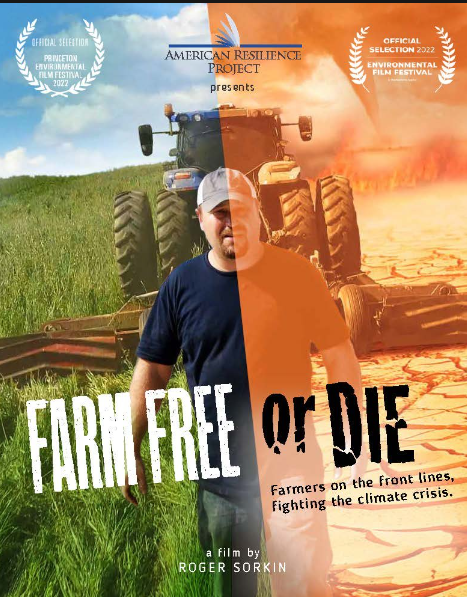 OFFICIAL SELECTION
PRINCETON
ENVIRONMENTAL
FILM FESTIVAL
2022
AMERICAN RESILIENCE
PROJECT
presents
OFFICIAL
SELECTION 2022
ENVIRONMENTAL
FILM FESTIVAL
FARM FREE or DIE
Farmers on the front lines,
fighting the climate crisis.
a film by
ROGER SORKIN